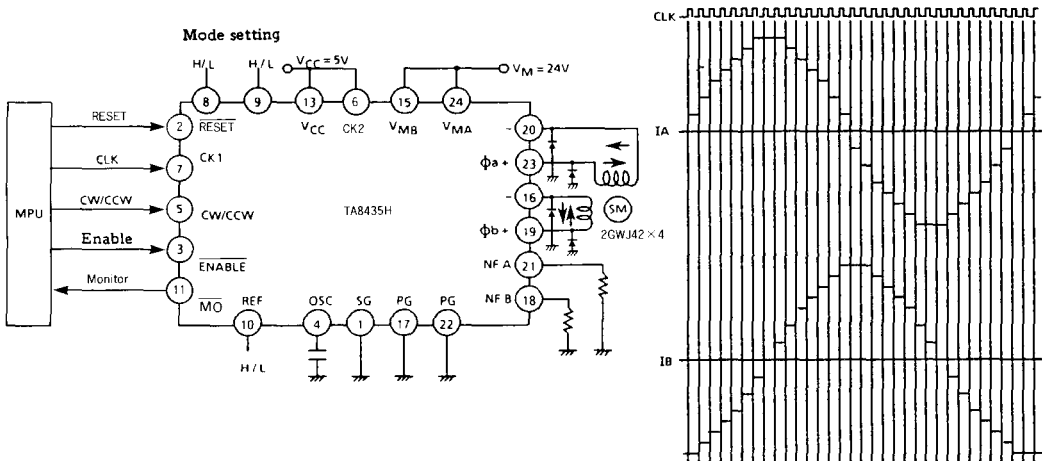 Mode setting
H/L H/L VCC = 5V VM = 24V
8 9 13 6 15 24
RESET 2 RESET VCC CK2 VMB VMA
CLK 7 CK1
MPU
CW/CCW 5 CW/CCW
TA8435H
Enable 3 ENABLE
Monitor 11 MO
REF OSC SG PG PG
10 4 1 17 22
H/L
20 −
23 ϕa +
16 −
SM
19 ϕb +
2GWJ42×4
21 NF A
18 NF B
CLK
IA
IB